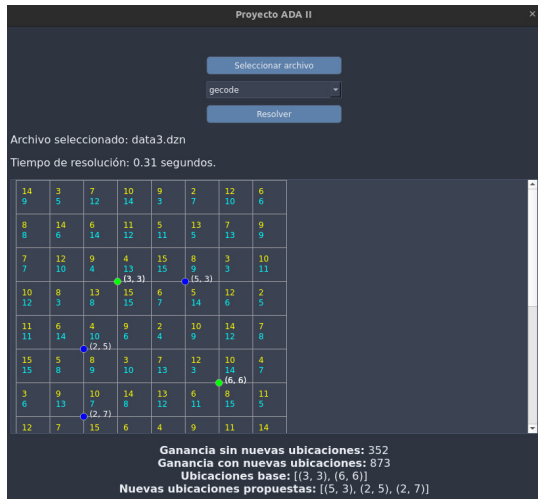 Proyecto ADA II
Seleccionar archivo
gecode
Resolver
Archivo seleccionado: data3.dzn
Tiempo de resolución: 0.31 segundos.
14 3 7 10 9 2 12 6
9 5 12 14 3 7 10 6
8 14 6 11 5 13 7 9
8 6 14 12 11 5 13 9
7 12 9 4 15 8 3 10
7 10 4 13 15 9 3 11
(3, 3) (5, 3)
10 8 13 15 6 5 12 2
12 3 8 15 7 14 6 5
11 6 4 9 2 10 14 7
11 14 10 6 4 9 12 8
(2, 5)
15 5 8 3 7 12 10 4
15 8 9 10 13 3 14 7
(6, 6)
3 9 10 14 13 6 8 11
6 13 7 8 12 11 15 5
(2, 7)
12 7 15 6 4 9 11 14
Ganancia sin nuevas ubicaciones: 352
Ganancia con nuevas ubicaciones: 873
Ubicaciones base: [(3, 3), (6, 6)]
Nuevas ubicaciones propuestas: [(5, 3), (2, 5), (2, 7)]